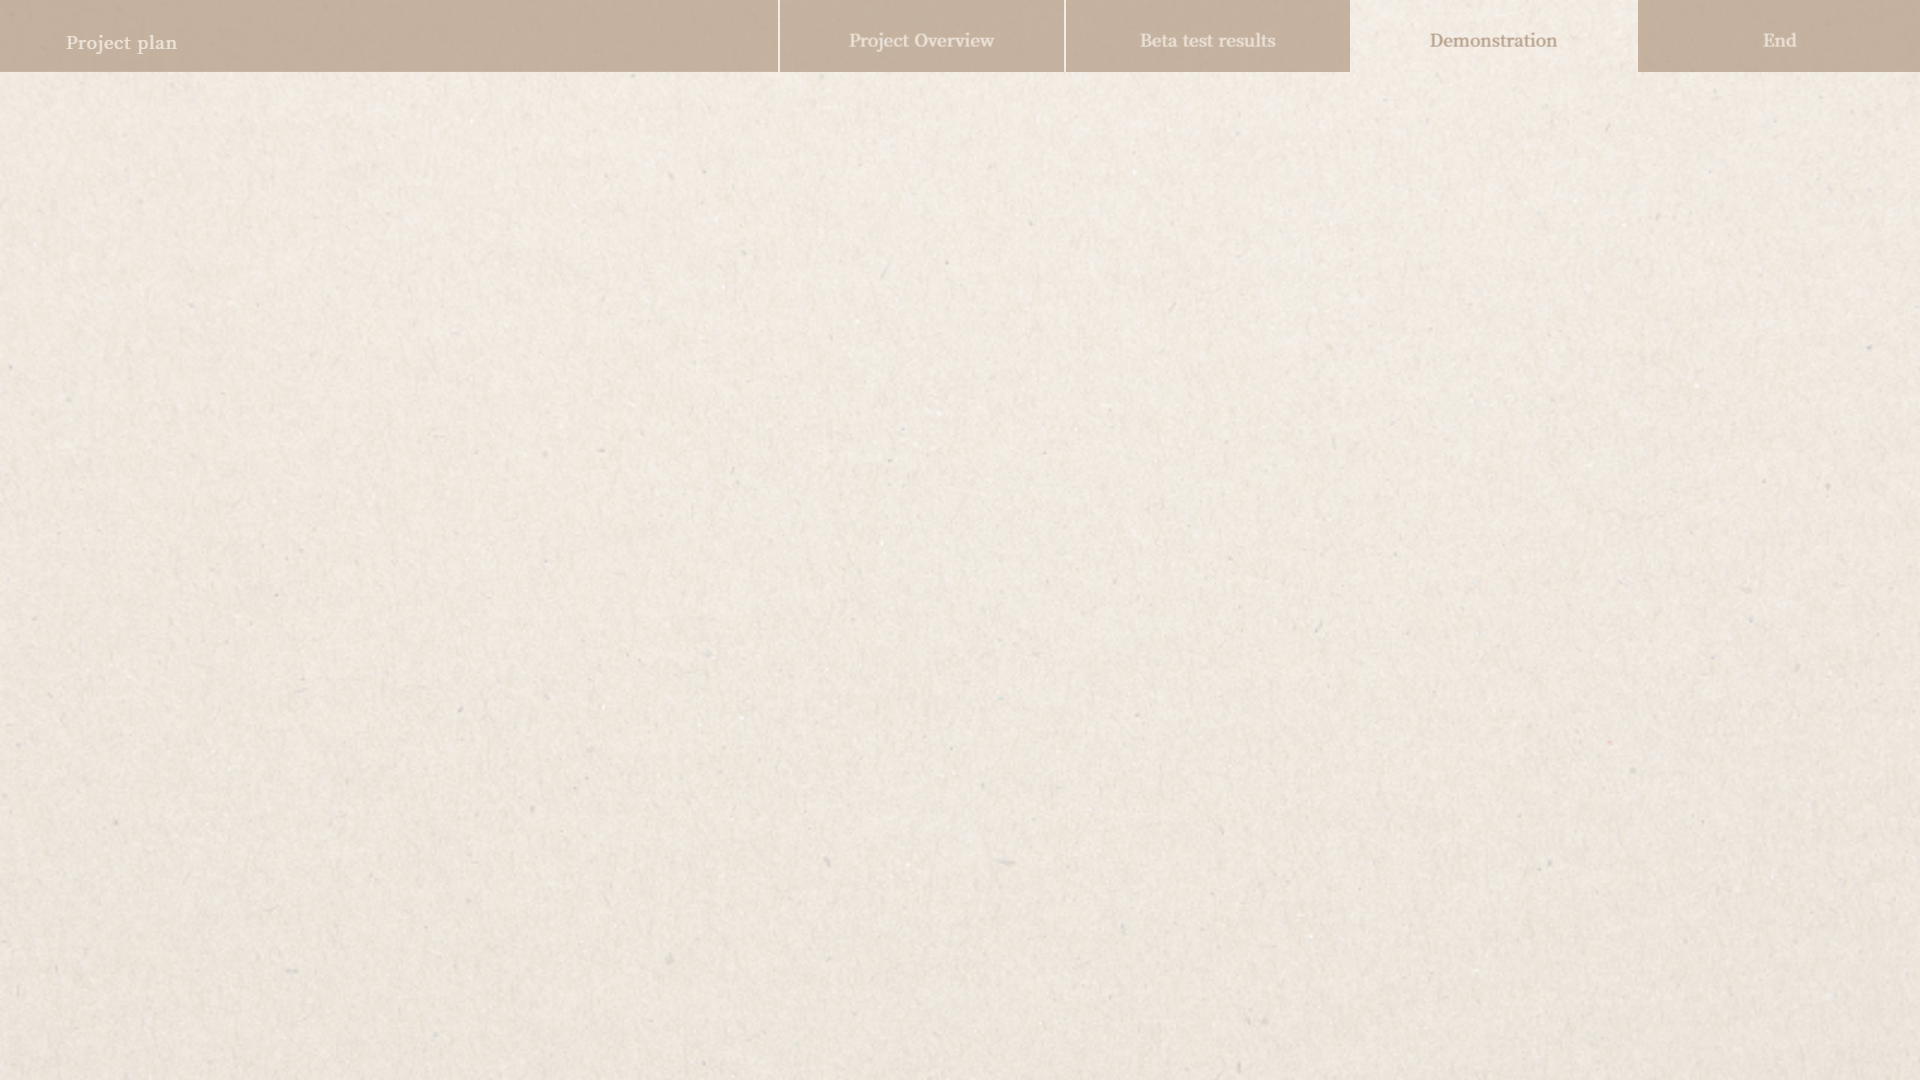 Project plan
Project Overview
Beta test results
Demonstration
End